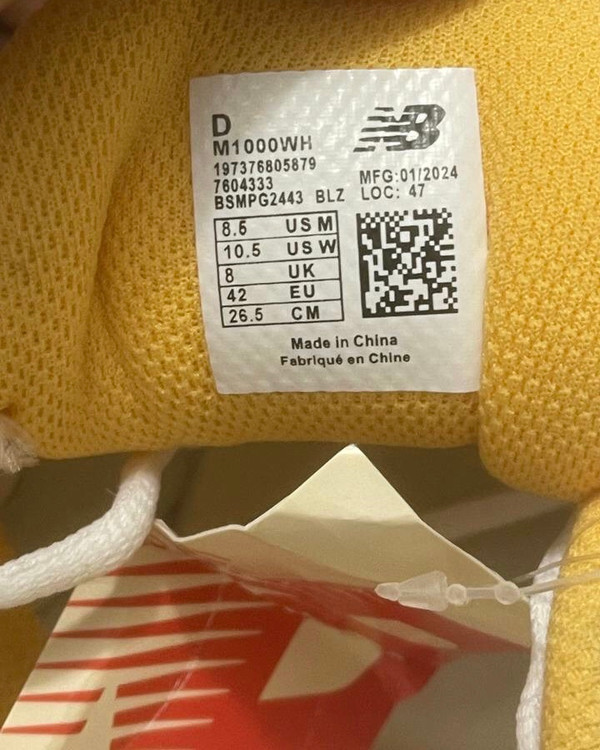 D
M1000WH
197376805879
7604333
BSMPG2443 BLZ
NB
MFG:01/2024
LOC: 47
8.5 US M
10.5 US W
8 UK
42 EU
26.5 CM
Made in China
Fabriqué en Chine